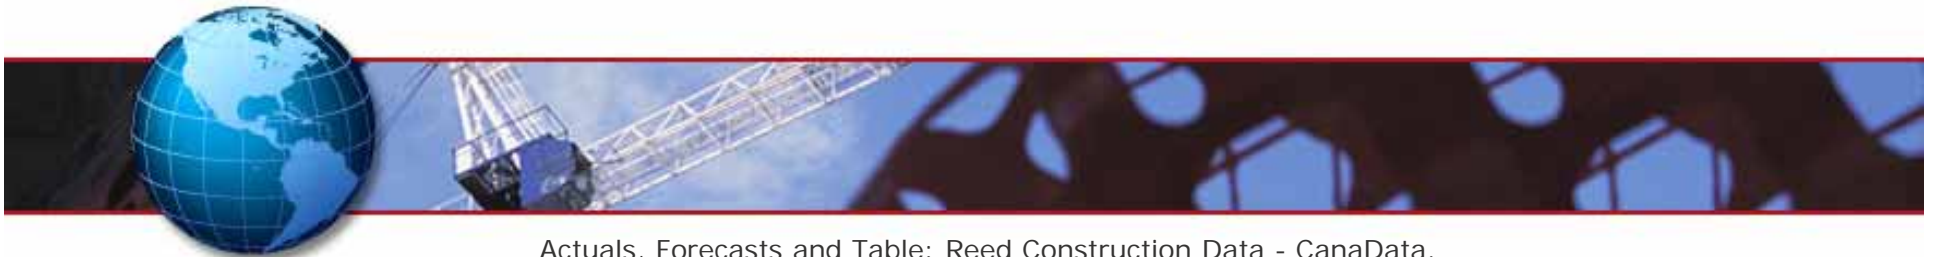 Actuals, Forecasts and Table: Reed Construction Data - CanaData.